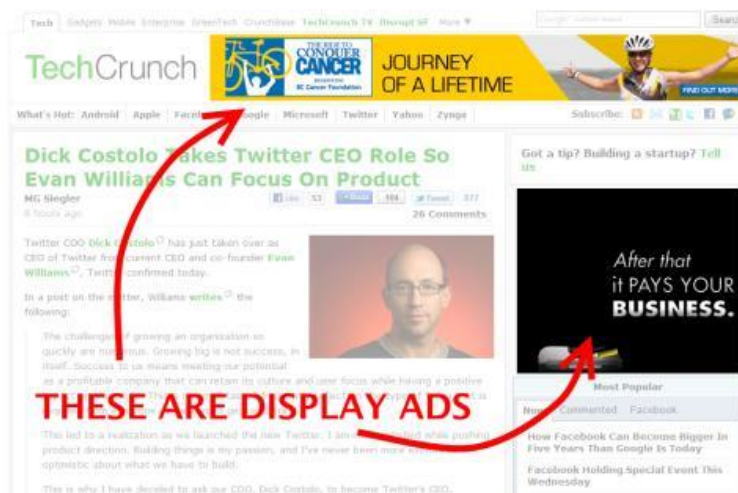 Tech Gadgets Mobile Enterprise GreenTech CrunchBase TechCrunch TV Disrupt SF More
Search
TechCrunch
THE RIDE TO
CONQUER
CANCER
BENEFITING
BC Cancer Foundation
JOURNEY
OF A LIFETIME
FIND OUT MORE
What's Hot: Android Apple Google Microsoft Twitter Yahoo Zynga
Subscribe:
Dick Costolo Takes Twitter CEO Role So
Evan Williams Can Focus On Product
MG Siegler
6 hours ago
Like 53 104 Tweet 877
26 Comments
Twitter COO Dick Costolo has just taken over as
CEO of Twitter from current CEO and co-founder Evan
Williams, Twitter confirmed today.
In a post on the matter, Williams writes the
following:
The challenges of growing an organization so
quickly are numerous. Growing big is not success, in
itself. Success to us means meeting our potential
as a profitable company that can retain its culture and user focus while having a positive
THESE ARE DISPLAY ADS
This led to a realization as we launched the new Twitter. I am while pushing
product direction. Building things is my passion, and I've never been more
optimistic about what we have to build.
This is why I have decided to ask our COO, Dick Costolo, to become Twitter's CEO.
Got a tip? Building a startup? Tell
us
After that
it PAYS YOUR
BUSINESS.
Most Popular
Now Commented Facebook
How Facebook Can Become Bigger In
Five Years Than Google Is Today
Facebook Holding Special Event This
Wednesday